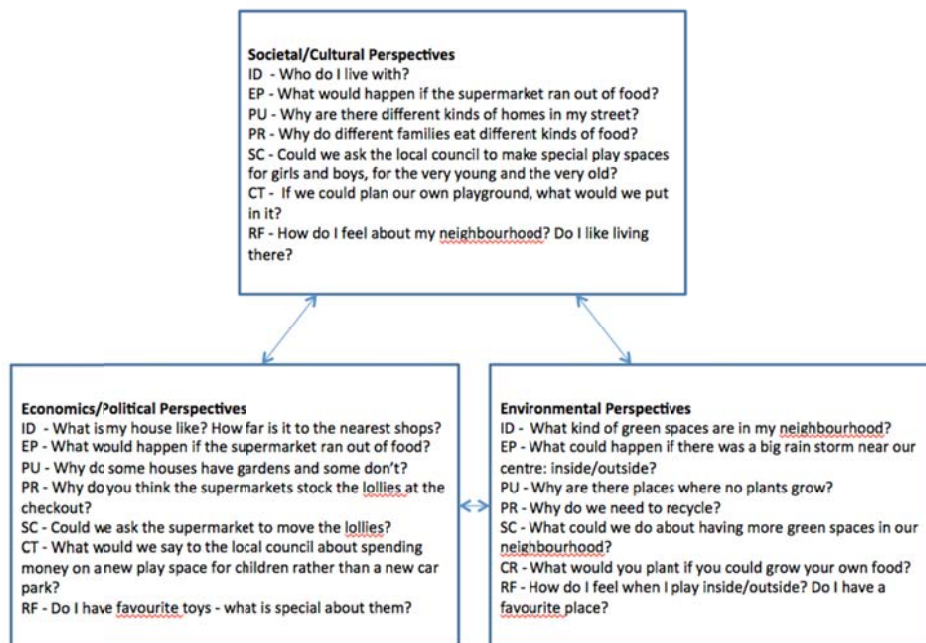 Societal/Cultural Perspectives
ID - Who do I live with?
EP - What would happen if the supermarket ran out of food?
PU - Why are there different kinds of homes in my street?
PR - Why do different families eat different kinds of food?
SC - Could we ask the local council to make special play spaces
for girls and boys, for the very young and the very old?
CT - If we could plan our own playground, what would we put
in it?
RF - How do I feel about my neighbourhood? Do I like living
there?
Economics/Political Perspectives
ID - What is my house like? How far is it to the nearest shops?
EP - What would happen if the supermarket ran out of food?
PU - Why do some houses have gardens and some don't?
PR - Why do you think the supermarkets stock the lollies at the
checkout?
SC - Could we ask the supermarket to move the lollies?
CT - What would we say to the local council about spending
money on a new play space for children rather than a new car
park?
RF - Do I have favourite toys - what is special about them?
Environmental Perspectives
ID - What kind of green spaces are in my neighbourhood?
EP - What could happen if there was a big rain storm near our
centre: inside/outside?
PU - Why are there places where no plants grow?
PR - Why do we need to recycle?
SC - What could we do about having more green spaces in our
neighbourhood?
CR - What would you plant if you could grow your own food?
RF - How do I feel when I play inside/outside? Do I have a
favourite place?